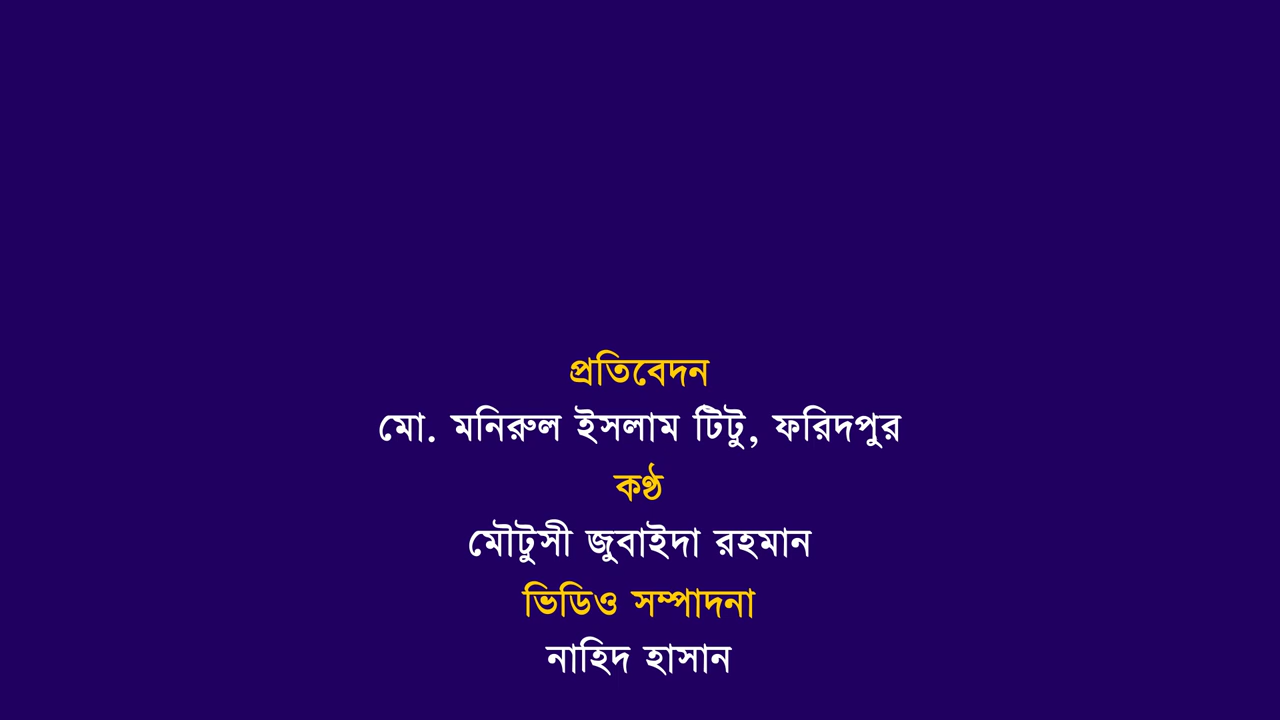 প্রতিবেদন
মো. মনিরুল ইসলাম টিটু, ফরিদপুর
কণ্ঠ
মৌটুসী জুবাইদা রহমান
ভিডিও সম্পাদনা
নাহিদ হাসান